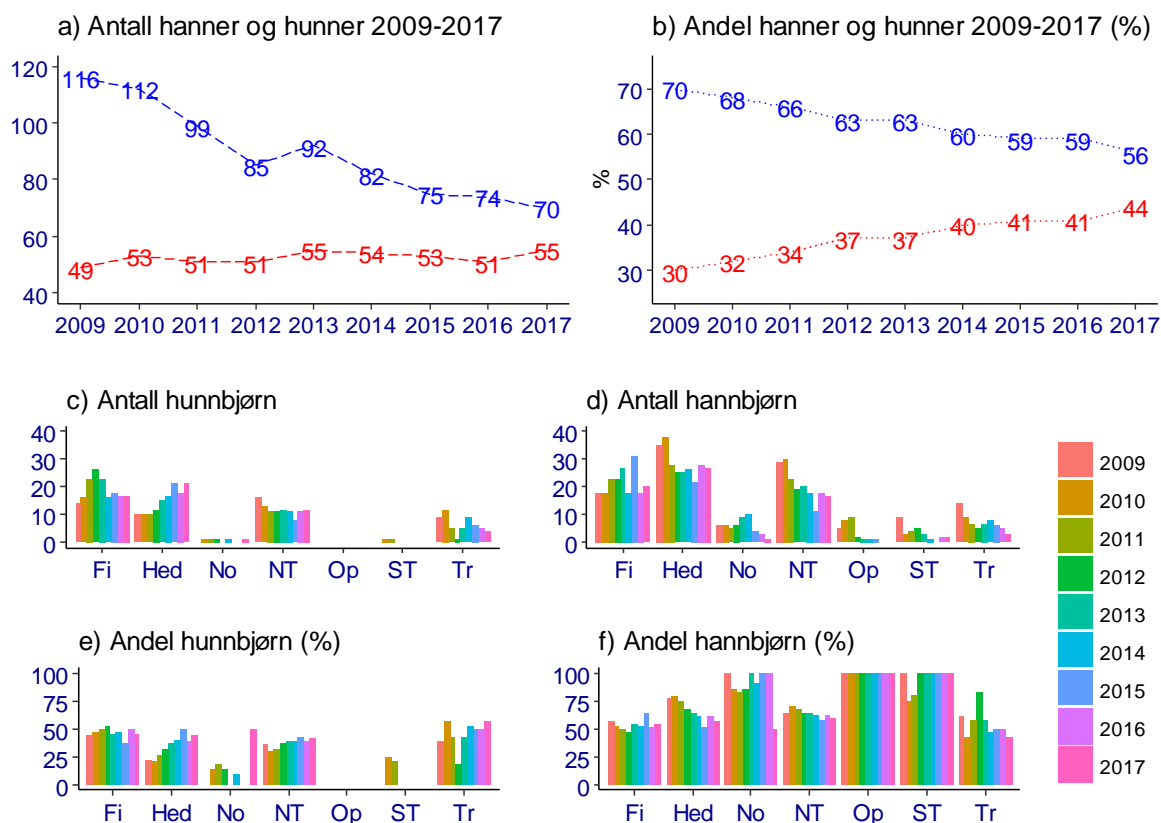 a) Antall hanner og hunner 2009-2017
120
100
80
60
40
116 112 99 85 92 82 75 74 70
49 53 51 51 55 54 53 51 55
2009 2010 2011 2012 2013 2014 2015 2016 2017
b) Andel hanner og hunner 2009-2017 (%)
%
70
60
50
40
30
70 68 66 63 63 60 59 59 56
30 32 34 37 37 40 41 41 44
2009 2010 2011 2012 2013 2014 2015 2016 2017
c) Antall hunnbjørn
40
30
20
10
0
Fi Hed No NT Op ST Tr
d) Antall hannbjørn
40
30
20
10
0
Fi Hed No NT Op ST Tr
e) Andel hunnbjørn (%)
100
75
50
25
0
Fi Hed No NT Op ST Tr
f) Andel hannbjørn (%)
100
75
50
25
0
Fi Hed No NT Op ST Tr
2009
2010
2011
2012
2013
2014
2015
2016
2017